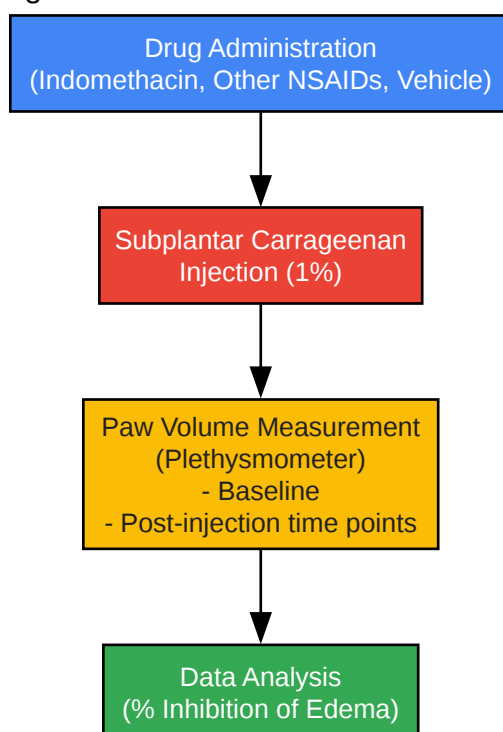 Drug Administration
(Indomethacin, Other NSAIDs, Vehicle)
Subplantar Carrageenan
Injection (1%)
Paw Volume Measurement
(Plethysmometer)
- Baseline
- Post-injection time points
Data Analysis
(% Inhibition of Edema)